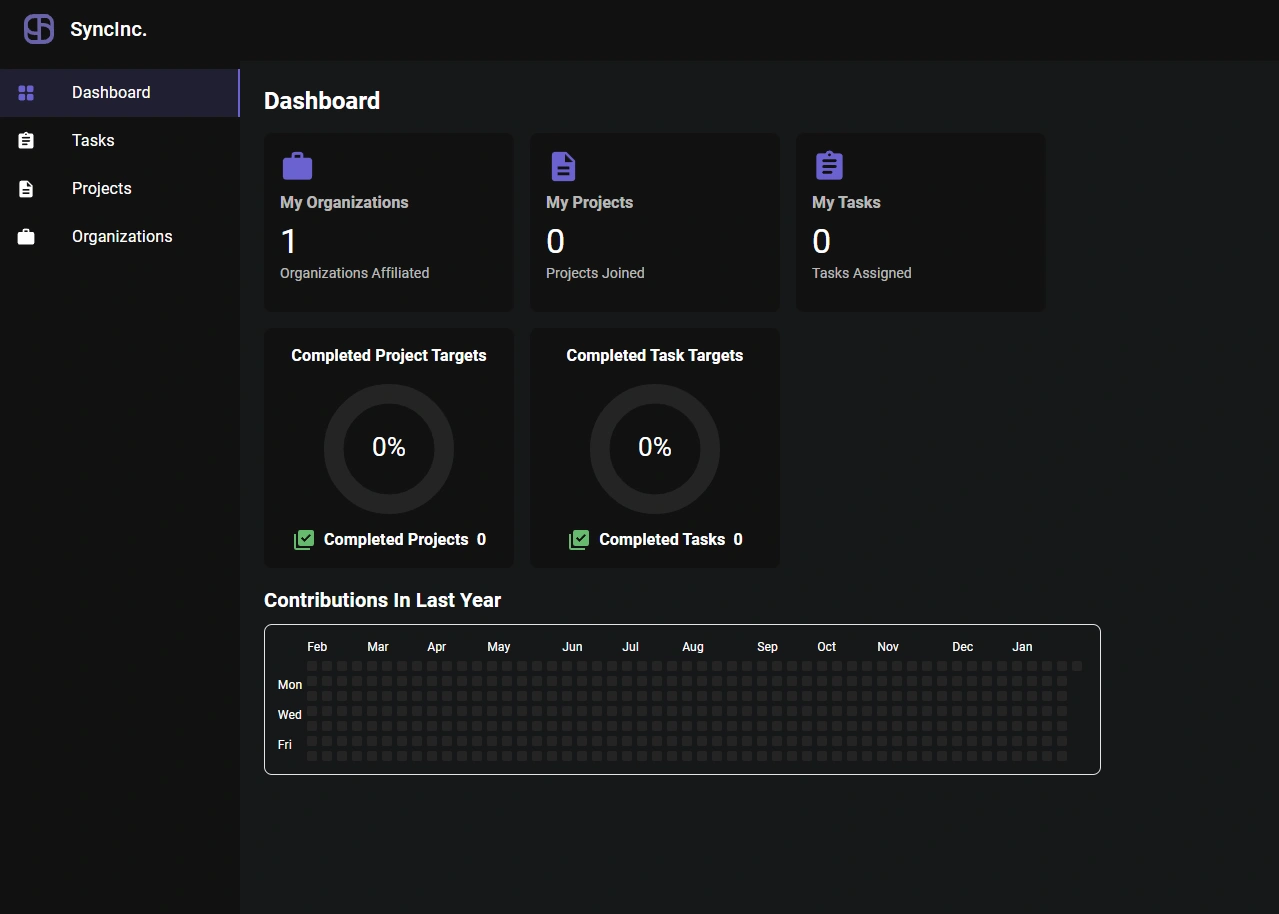 SyncInc.
Dashboard
Tasks
Projects
Organizations
Dashboard
My Organizations
1
Organizations Affiliated
My Projects
0
Projects Joined
My Tasks
0
Tasks Assigned
Completed Project Targets
0%
Completed Projects 0
Completed Task Targets
0%
Completed Tasks 0
Contributions In Last Year
Feb Mar Apr May Jun Jul Aug Sep Oct Nov Dec Jan
Mon
Wed
Fri